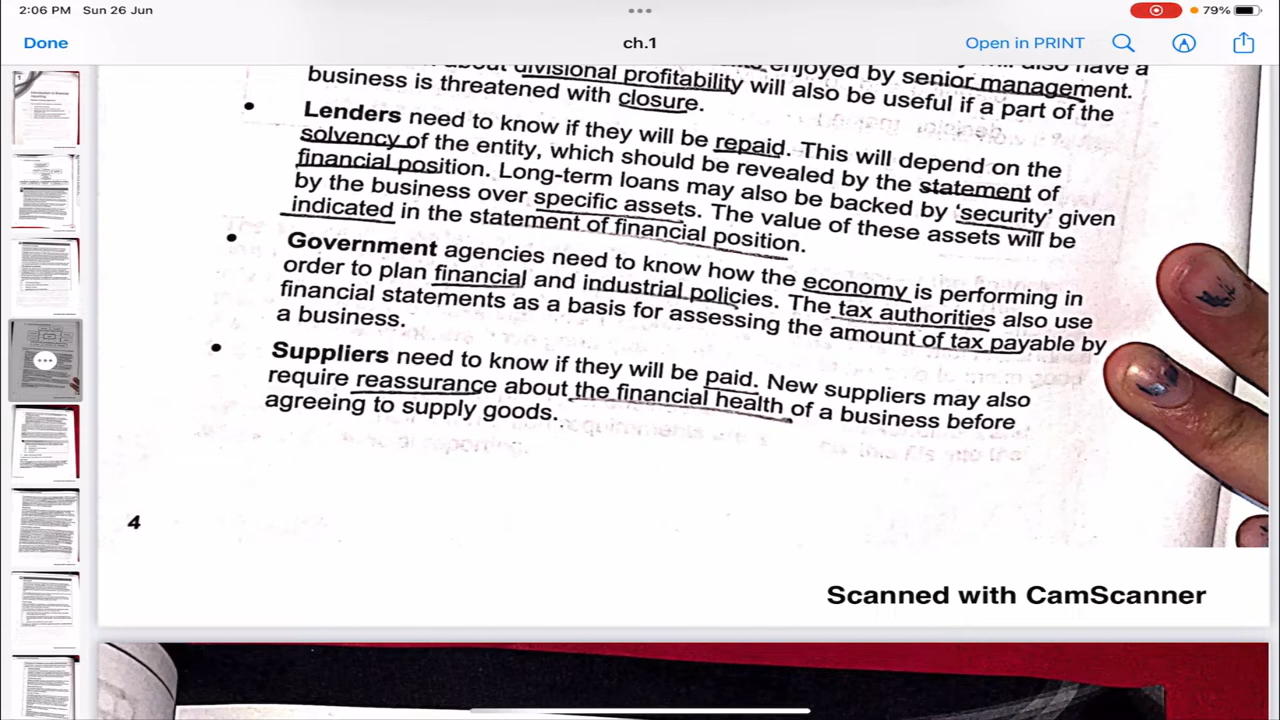 2:06 PM Sun 26 Jun
79%
Done
ch.1
Open in PRINT
enjoyed by senior management.
about divisional profitability will also be useful if a part of the
business is threatened with closure.
• Lenders need to know if they will be repaid. This will depend on the
solvency of the entity, which should be revealed by the statement of
financial position. Long-term loans may also be backed by 'security' given
by the business over specific assets. The value of these assets will be
indicated in the statement of financial position.
• Government agencies need to know how the economy is performing in
order to plan financial and industrial policies. The tax authorities also use
financial statements as a basis for assessing the amount of tax payable by
a business.
• Suppliers need to know if they will be paid. New suppliers may also
require reassurance about the financial health of a business before
agreeing to supply goods.
4
Scanned with CamScanner